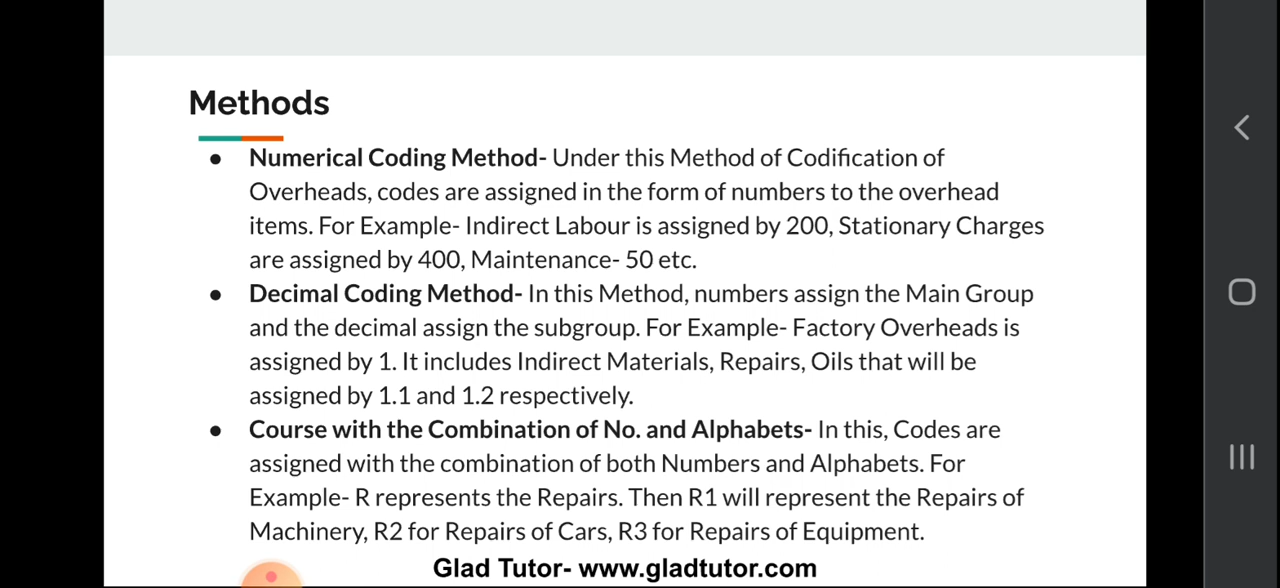 Methods
● Numerical Coding Method- Under this Method of Codification of
Overheads, codes are assigned in the form of numbers to the overhead
items. For Example- Indirect Labour is assigned by 200, Stationary Charges
are assigned by 400, Maintenance- 50 etc.
● Decimal Coding Method- In this Method, numbers assign the Main Group
and the decimal assign the subgroup. For Example- Factory Overheads is
assigned by 1. It includes Indirect Materials, Repairs, Oils that will be
assigned by 1.1 and 1.2 respectively.
● Course with the Combination of No. and Alphabets- In this, Codes are
assigned with the combination of both Numbers and Alphabets. For
Example- R represents the Repairs. Then R1 will represent the Repairs of
Machinery, R2 for Repairs of Cars, R3 for Repairs of Equipment.
Glad Tutor- www.gladtutor.com